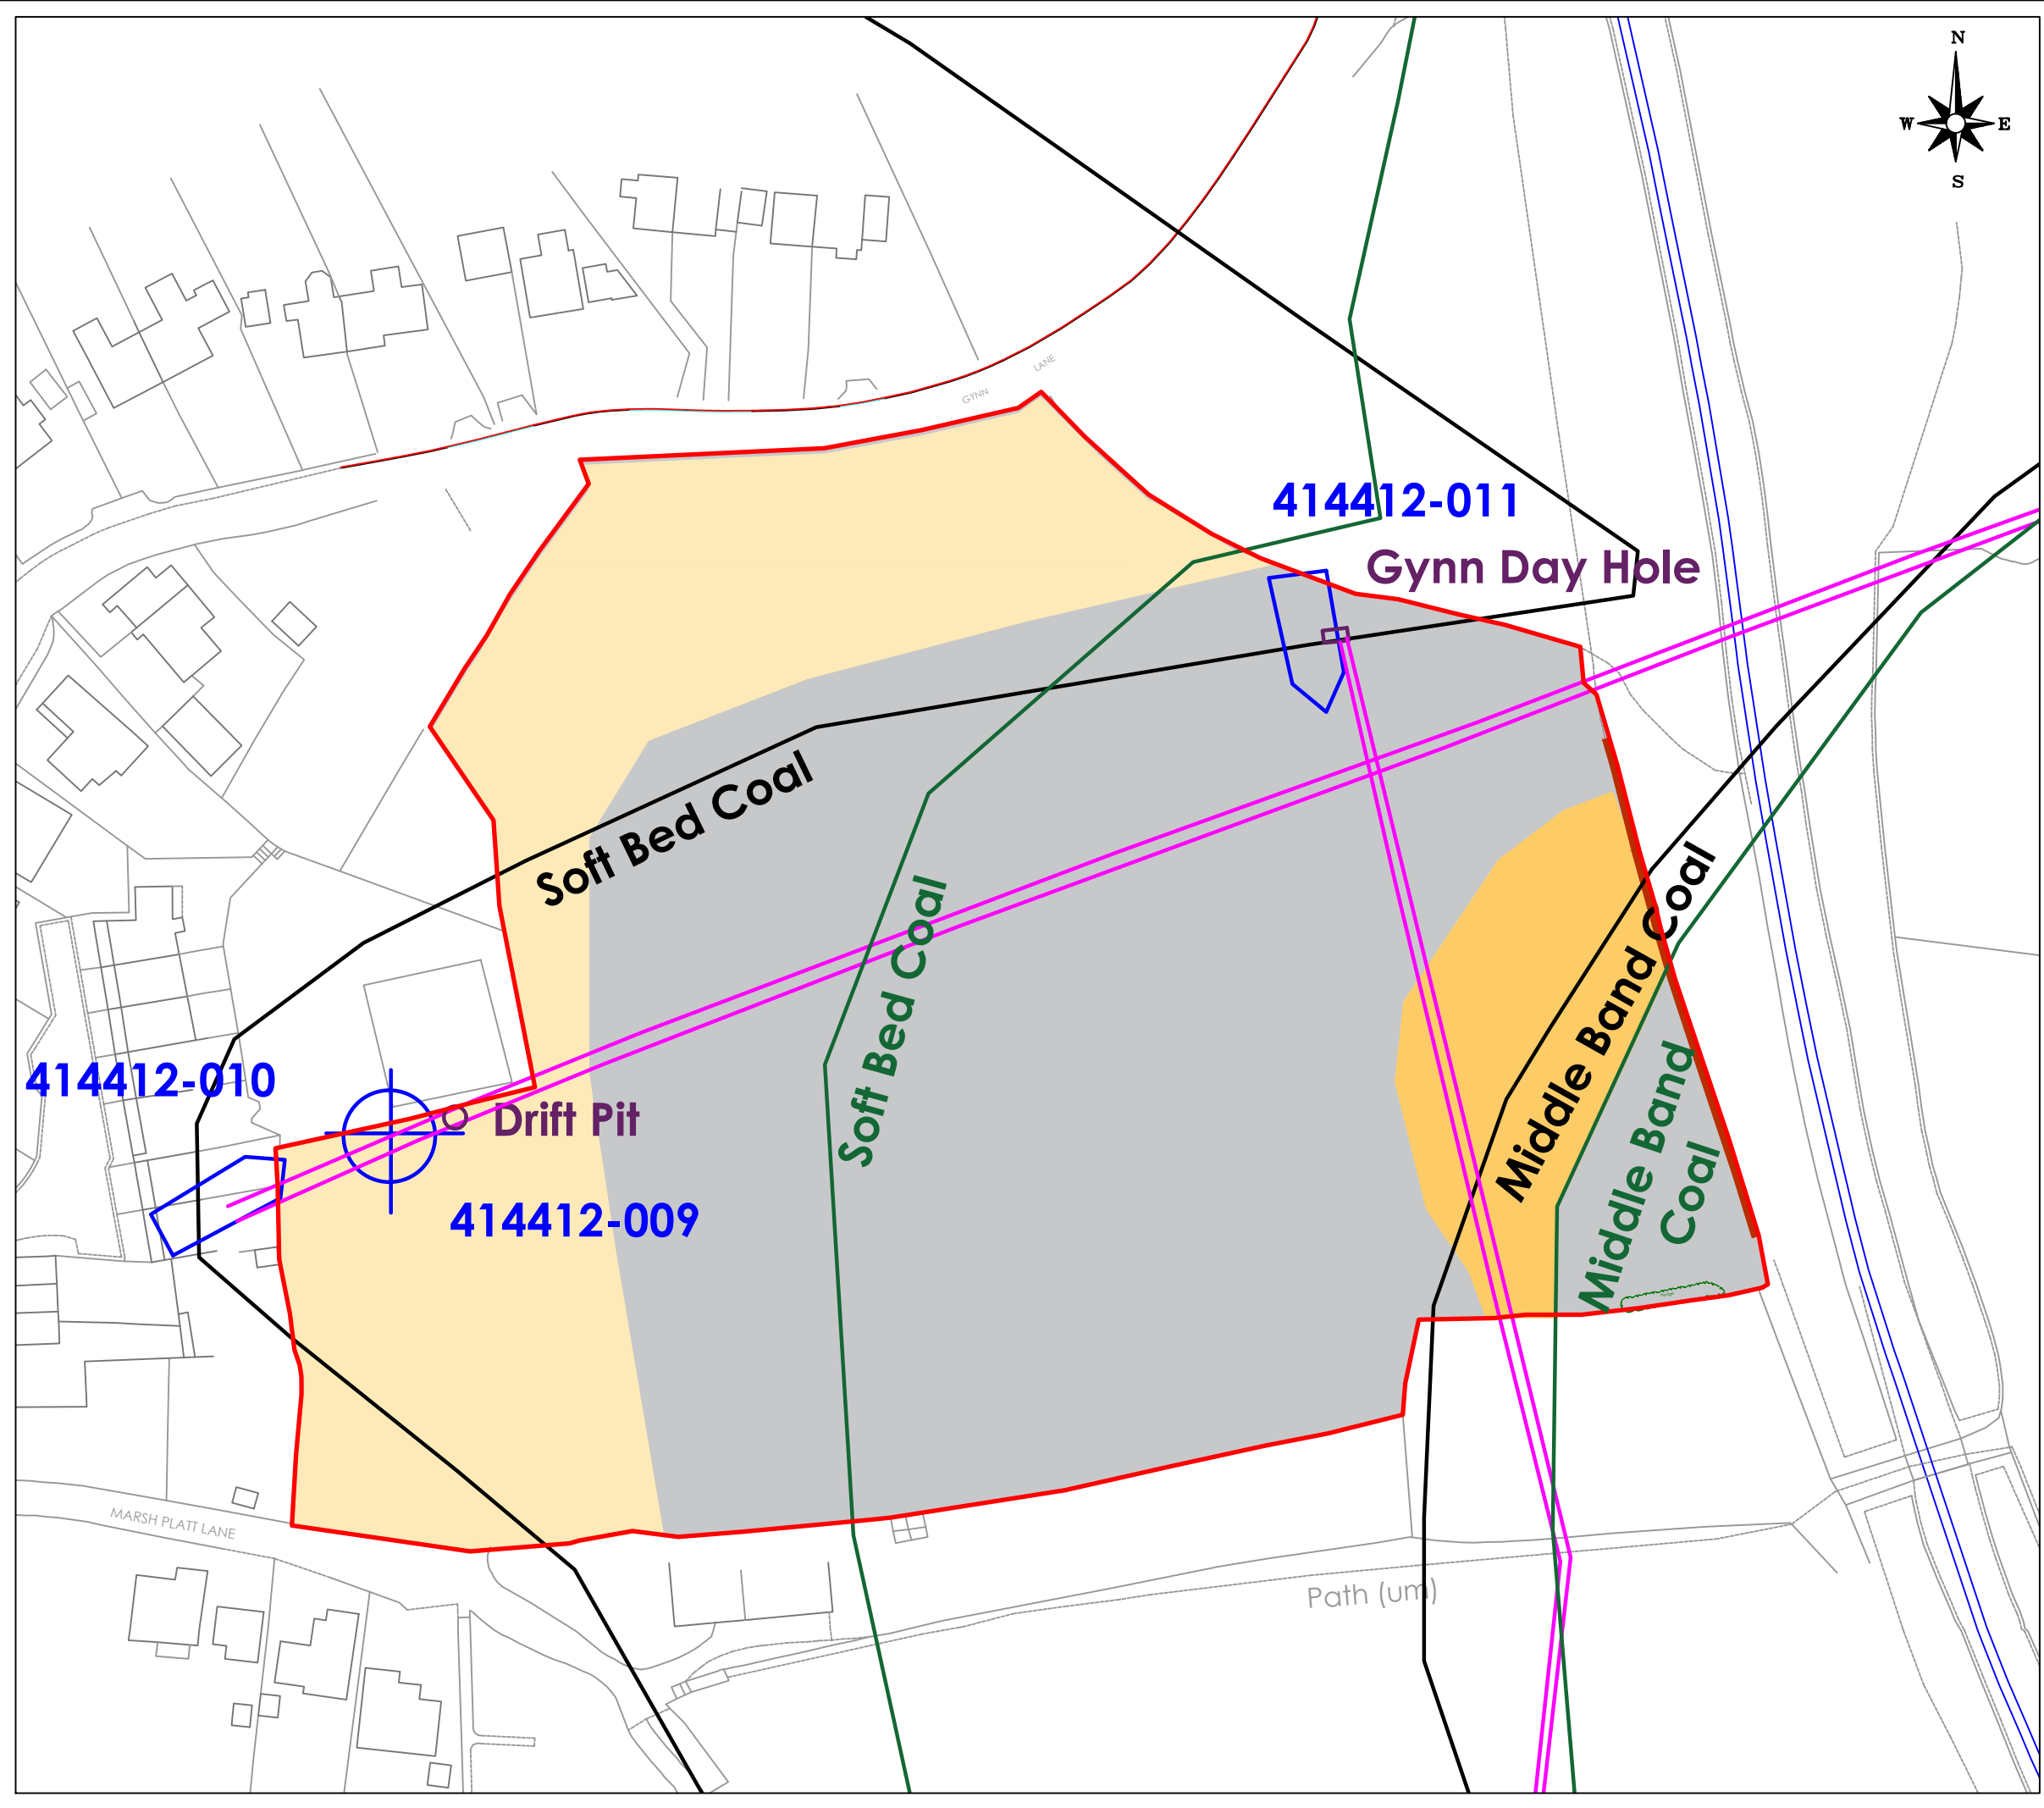 N
W E
S
GYNN LANE
414412-011
Gynn Day Hole
Soft Bed Coal
Soft Bed Coal
Middle Band Coal
414412-010
Drift Pit
Middle Band
Coal
414412-009
MARSH PLATT LANE
Path (um)